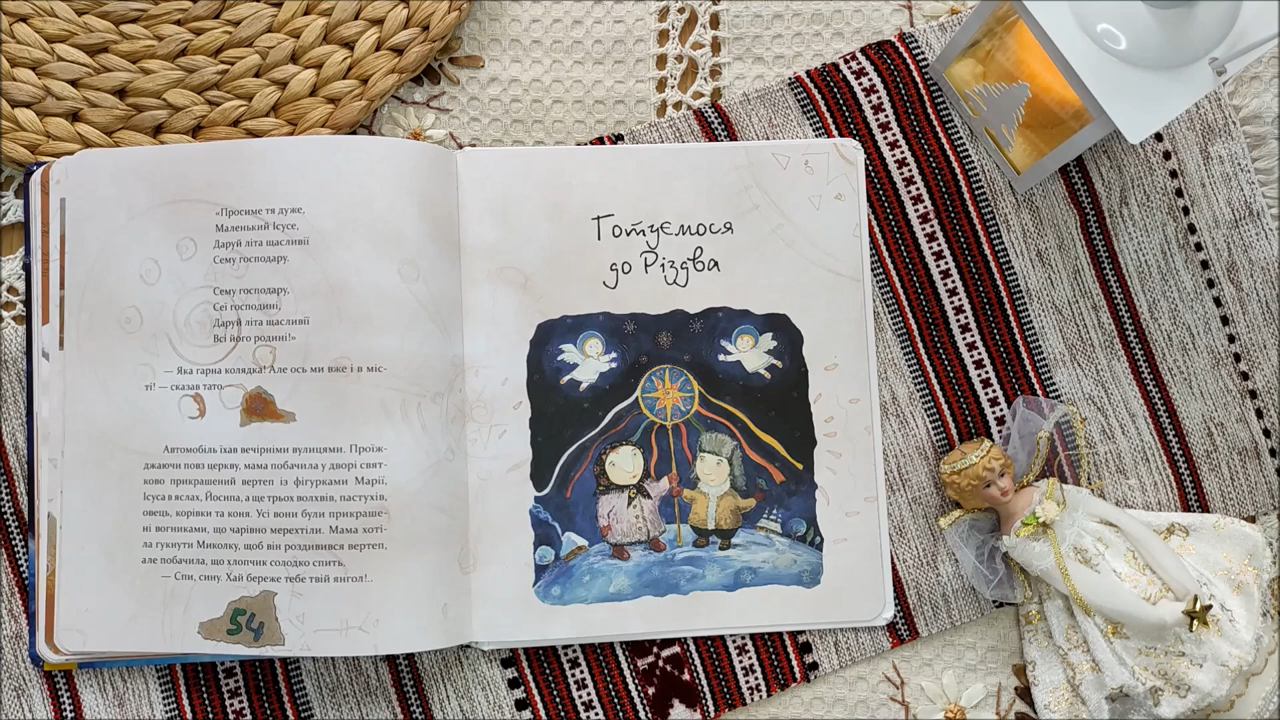 «Просиме тя дуже,
Маленький Ісусе,
Даруй літа щасливії
Сему господару.
Сему господару,
Сеї господині,
Даруй літа щасливії
Всі його родині!»
— Яка гарна колядка! Але ось ми вже і в міс-
ті! — сказав тато.
Автомобіль їхав вечірніми вулицями. Проїж-
джаючи повз церкву, мама побачила у дворі свят-
ково прикрашений вертеп із фігурками Марії,
Ісуса в яслах, Йосипа, а ще трьох волхвів, пастухів,
овець, корівки та коня. Усі вони були прикраше-
ні вогниками, що чарівно мерехтіли. Мама хоті-
ла гукнути Миколку, щоб він роздивився вертеп,
але побачила, що хлопчик солодко спить.
— Спи, сину. Хай береже тебе твій янгол!..
54
Готуємося
до Різдва